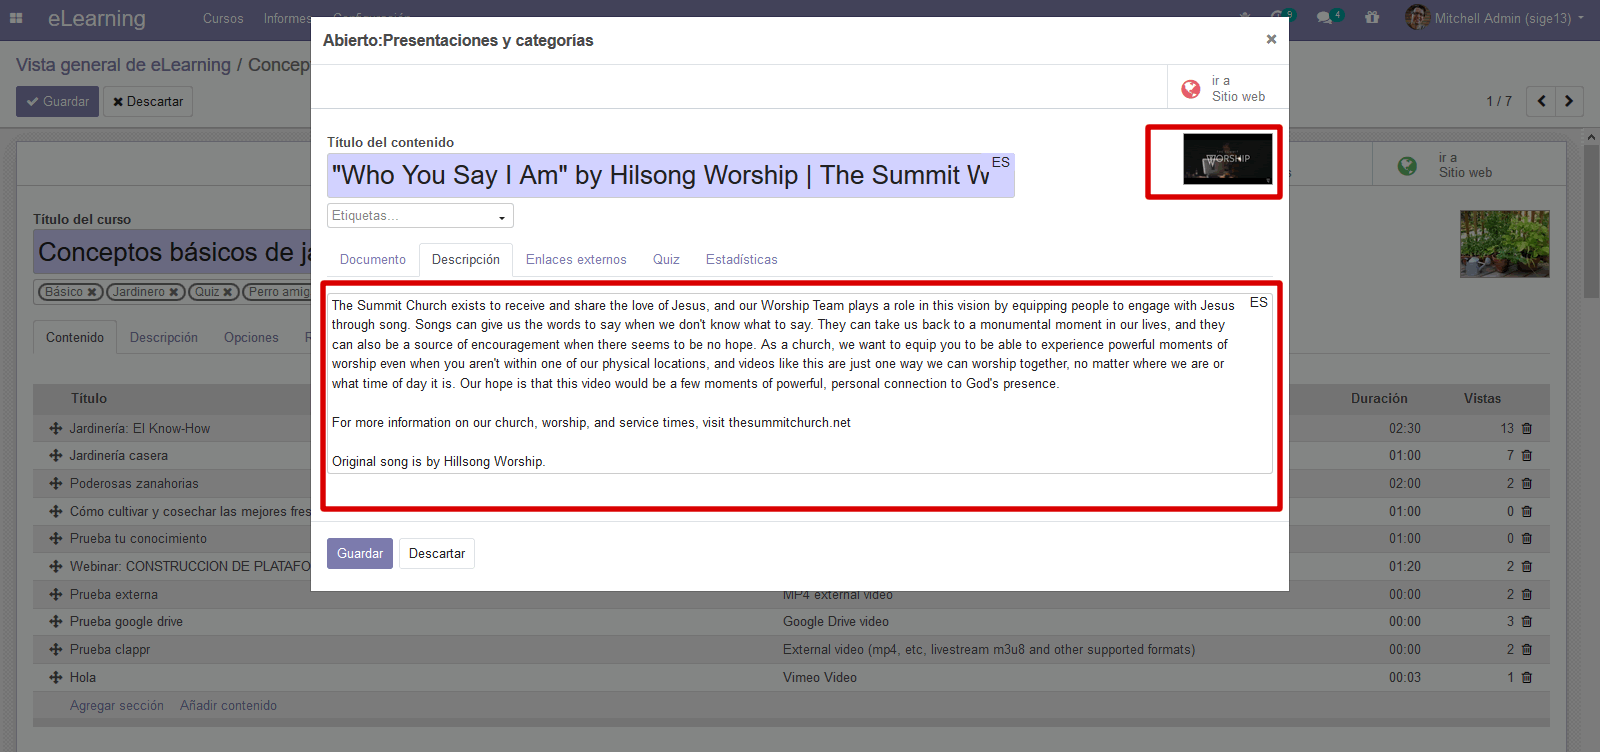 eLearning Cursos Informes Configuración 9 4 Mitchell Admin (sige13)
Vista general de eLearning /
Guardar Descartar
1 / 7
Título del curso
Conceptos básicos de
Básico Jardinero Quiz Perro
Contenido Descripción Opciones
ir a
Sitio web
Título Duración Vistas
Jardinería: El Know-How 02:30 13
Jardinería casera 01:00 7
Poderosas zanahorias 02:00 2
Cómo cultivar y cosechar las mejores 01:00 0
Prueba tu conocimiento 01:00 0
Webinar: CONSTRUCCION DE 01:20 2
Prueba externa MP4 external video 00:00 2
Prueba google drive Google Drive video 00:00 3
Prueba clappr External video (mp4, etc, livestream m3u8 and other supported formats) 00:00 2
Hola Vimeo Video 00:03 1
Agregar sección Añadir contenido
Abierto:Presentaciones y categorías
ir a
Sitio web
Título del contenido
"Who You Say I Am" by Hilsong Worship | The Summit ES
WORSHIP
Etiquetas...
Documento Descripción Enlaces externos Quiz Estadísticas
The Summit Church exists to receive and share the love of Jesus, and our Worship Team plays a role in this vision by equipping people to engage with Jesus ES
through song. Songs can give us the words to say when we don't know what to say. They can take us back to a monumental moment in our lives, and they
can also be a source of encouragement when there seems to be no hope. As a church, we want to equip you to be able to experience powerful moments of
worship even when you aren't within one of our physical locations, and videos like this are just one way we can worship together, no matter where we are or
what time of day it is. Our hope is that this video would be a few moments of powerful, personal connection to God's presence.
For more information on our church, worship, and service times, visit thesummitchurch.net
Original song is by Hillsong Worship.
Guardar Descartar